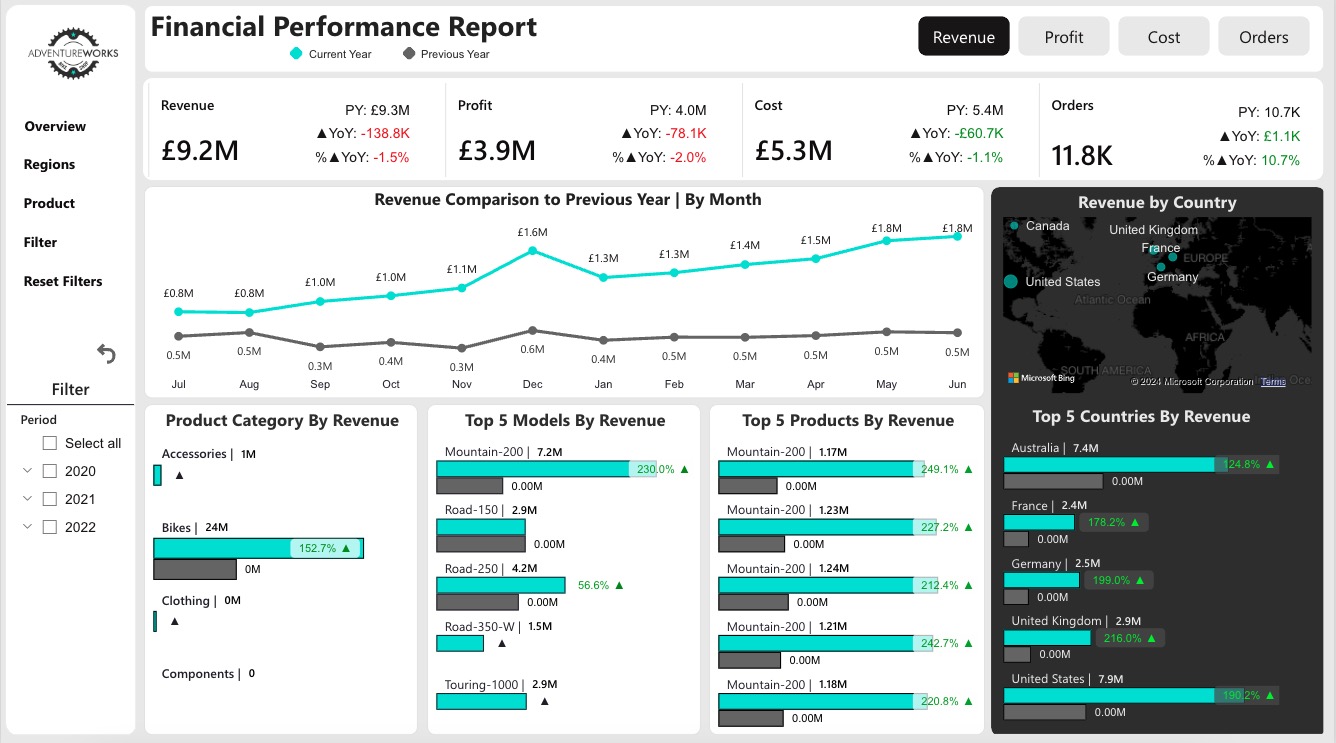 ADVENTUREWORKS
Financial Performance Report
Current Year Previous Year
Revenue Profit Cost Orders
Overview
Regions
Product
Filter
Reset Filters
Filter
Period
Select all
2020
2021
2022
Revenue
£9.2M
PY: £9.3M
▲YoY: -138.8K
%▲YoY: -1.5%
Profit
£3.9M
PY: 4.0M
▲YoY: -78.1K
%▲YoY: -2.0%
Cost
£5.3M
PY: 5.4M
▲YoY: -£60.7K
%▲YoY: -1.1%
Orders
11.8K
PY: 10.7K
▲YoY: £1.1K
%▲YoY: 10.7%
Revenue Comparison to Previous Year | By Month
£0.8M £0.8M £1.0M £1.0M £1.1M £1.6M £1.3M £1.3M £1.4M £1.5M £1.8M £1.8M
0.5M 0.5M 0.3M 0.4M 0.3M 0.6M 0.4M 0.5M 0.5M 0.5M 0.5M 0.5M
Jul Aug Sep Oct Nov Dec Jan Feb Mar Apr May Jun
Revenue by Country
Canada
United Kingdom
France
EUROPE
Germany
United States
Atlantic Ocean
AFRICA
SOUTH AMERICA
Microsoft Bing
© 2024 Microsoft Corporation Terms
Product Category By Revenue
Accessories | 1M
▲
Bikes | 24M
152.7% ▲
0M
Clothing | 0M
▲
Components | 0
Top 5 Models By Revenue
Mountain-200 | 7.2M
230.0% ▲
0.00M
Road-150 | 2.9M
0.00M
Road-250 | 4.2M
56.6% ▲
0.00M
Road-350-W | 1.5M
▲
Touring-1000 | 2.9M
▲
Top 5 Products By Revenue
Mountain-200 | 1.17M
249.1% ▲
0.00M
Mountain-200 | 1.23M
227.2% ▲
0.00M
Mountain-200 | 1.24M
212.4% ▲
0.00M
Mountain-200 | 1.21M
242.7% ▲
0.00M
Mountain-200 | 1.18M
220.8% ▲
0.00M
Top 5 Countries By Revenue
Australia | 7.4M
124.8% ▲
0.00M
France | 2.4M
178.2% ▲
0.00M
Germany | 2.5M
199.0% ▲
0.00M
United Kingdom | 2.9M
216.0% ▲
0.00M
United States | 7.9M
190.2% ▲
0.00M